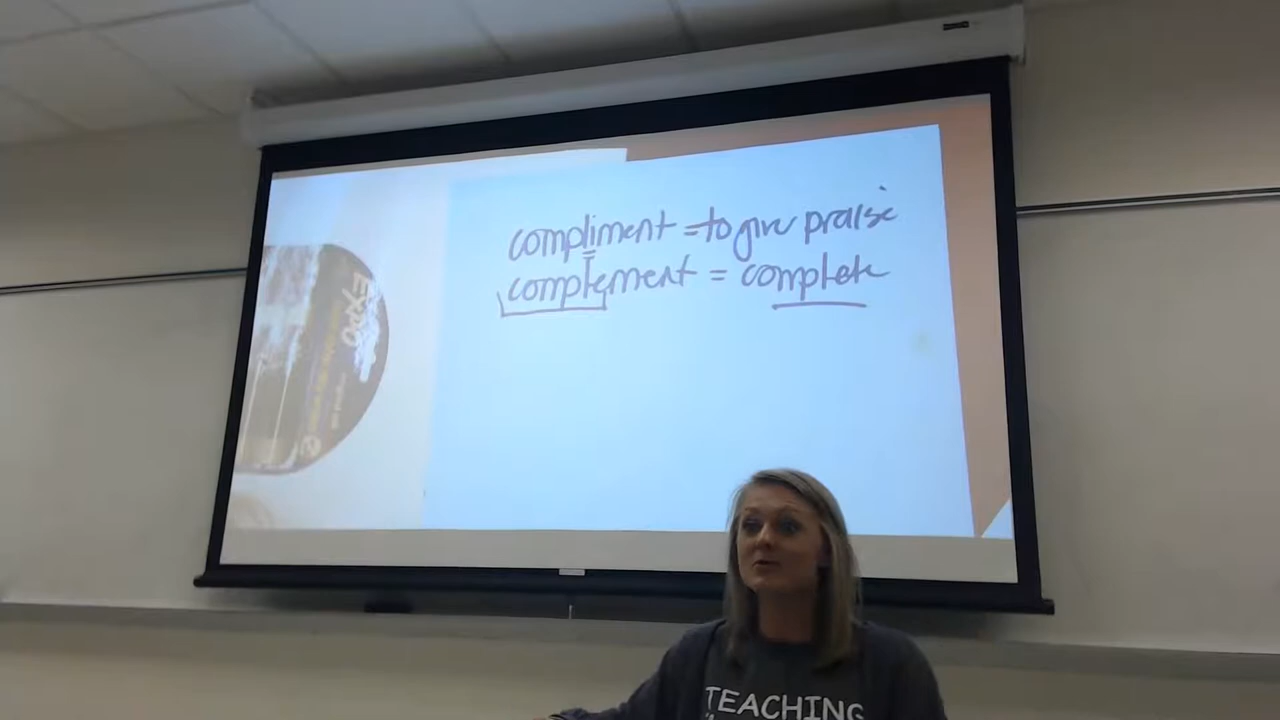 compliment = to give praise
complement = complete
Expo
TEACHING